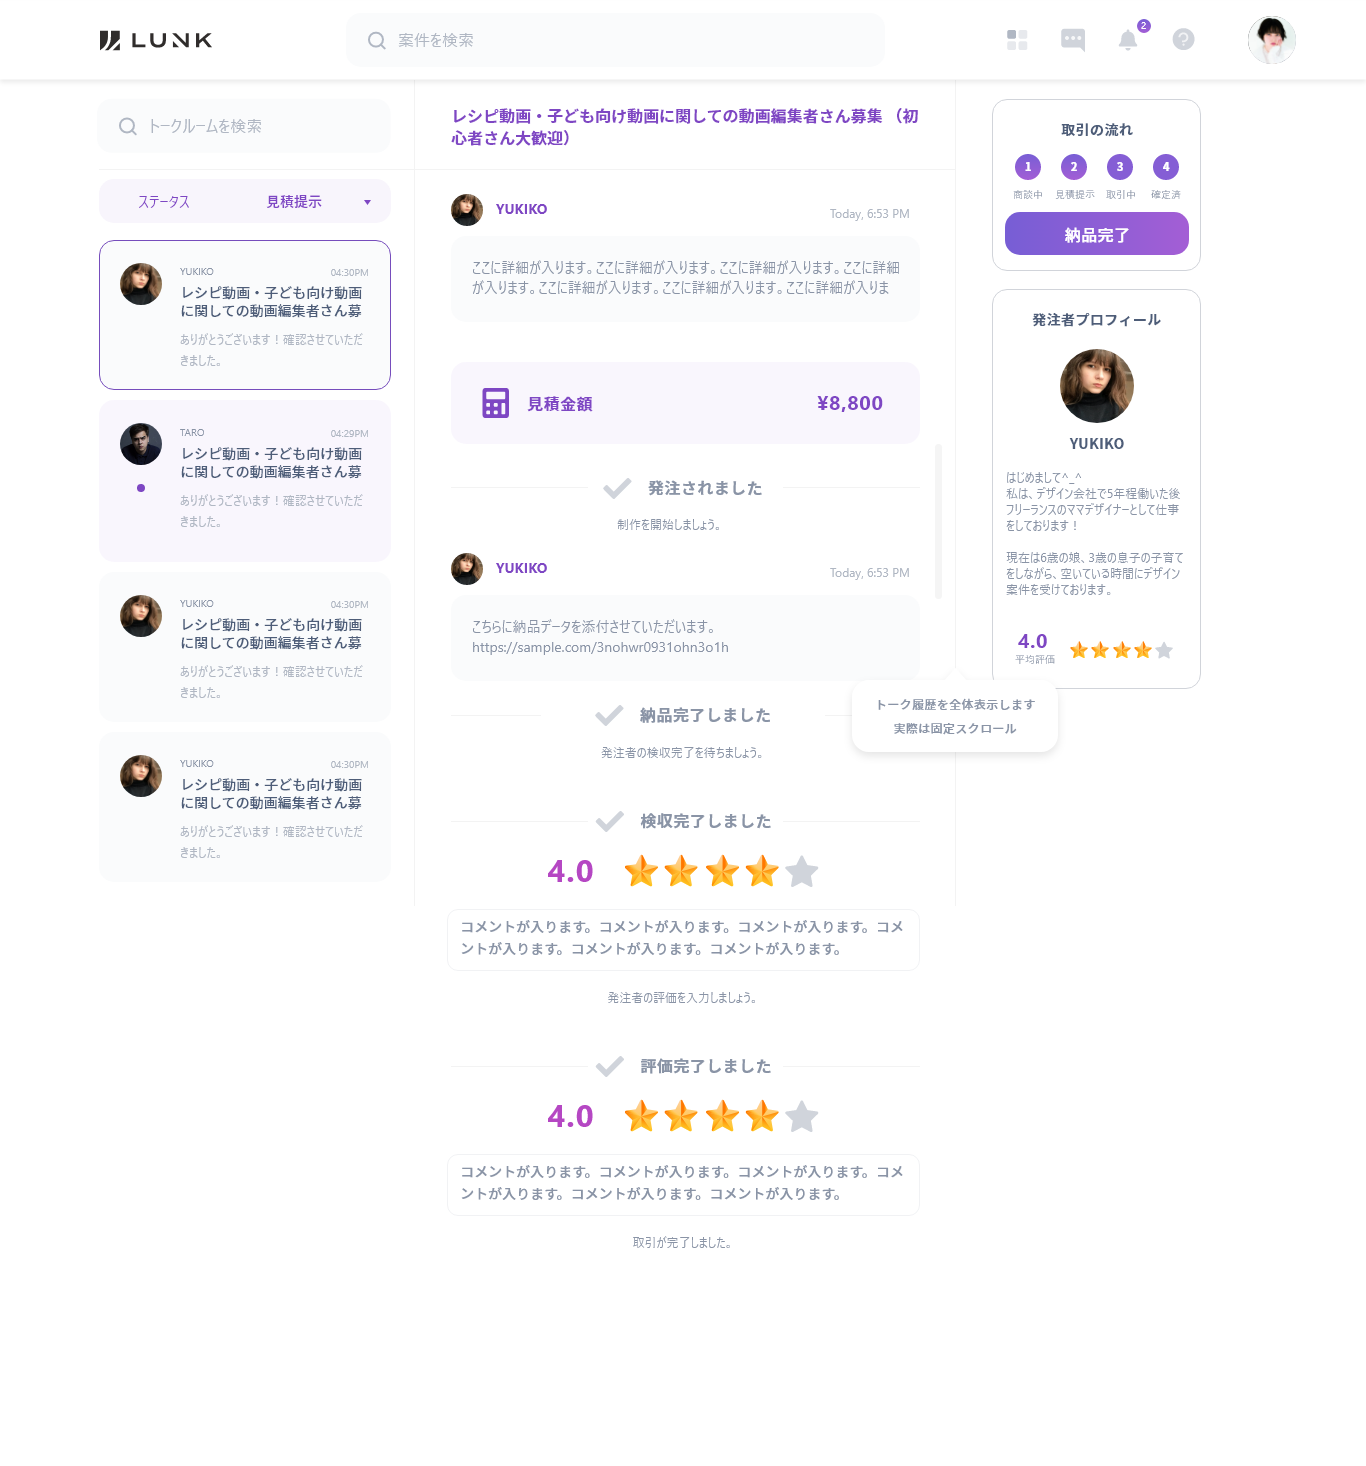 LUNK
案件を検索
2
トークルームを検索
ステータス
見積提示
YUKIKO
04:30PM
レシピ動画・子ども向け動画
に関しての動画編集者さん募
ありがとうございます！確認させていただ
きました。
TARO
04:29PM
レシピ動画・子ども向け動画
に関しての動画編集者さん募
ありがとうございます！確認させていただ
きました。
YUKIKO
04:30PM
レシピ動画・子ども向け動画
に関しての動画編集者さん募
ありがとうございます！確認させていただ
きました。
YUKIKO
04:30PM
レシピ動画・子ども向け動画
に関しての動画編集者さん募
ありがとうございます！確認させていただ
きました。
レシピ動画・子ども向け動画に関しての動画編集者さん募集 （初
心者さん大歓迎）
YUKIKO
Today, 6:53 PM
ここに詳細が入ります。ここに詳細が入ります。ここに詳細が入ります。ここに詳細
が入ります。ここに詳細が入ります。ここに詳細が入ります。ここに詳細が入りま
見積金額
¥8,800
発注されました
制作を開始しましょう。
YUKIKO
Today, 6:53 PM
こちらに納品データを添付させていただいます。
https://sample.com/3nohwr0931ohn3o1h
納品完了しました
発注者の検収完了を待ちましょう。
検収完了しました
4.0
コメントが入ります。コメントが入ります。コメントが入ります。コメ
ントが入ります。コメントが入ります。コメントが入ります。
発注者の評価を入力しましょう。
評価完了しました
4.0
コメントが入ります。コメントが入ります。コメントが入ります。コメ
ントが入ります。コメントが入ります。コメントが入ります。
取引が完了しました。
取引の流れ
1 2 3 4
商談中 見積提示 取引中 確定済
納品完了
発注者プロフィール
YUKIKO
はじめまして^_^
私は、デザイン会社で5年程働いた後
フリーランスのママデザイナーとして仕事
をしております！
現在は6歳の娘、3歳の息子の子育て
をしながら、空いている時間にデザイン
案件を受けております。
4.0
平均評価
トーク履歴を全体表示します
実際は固定スクロール